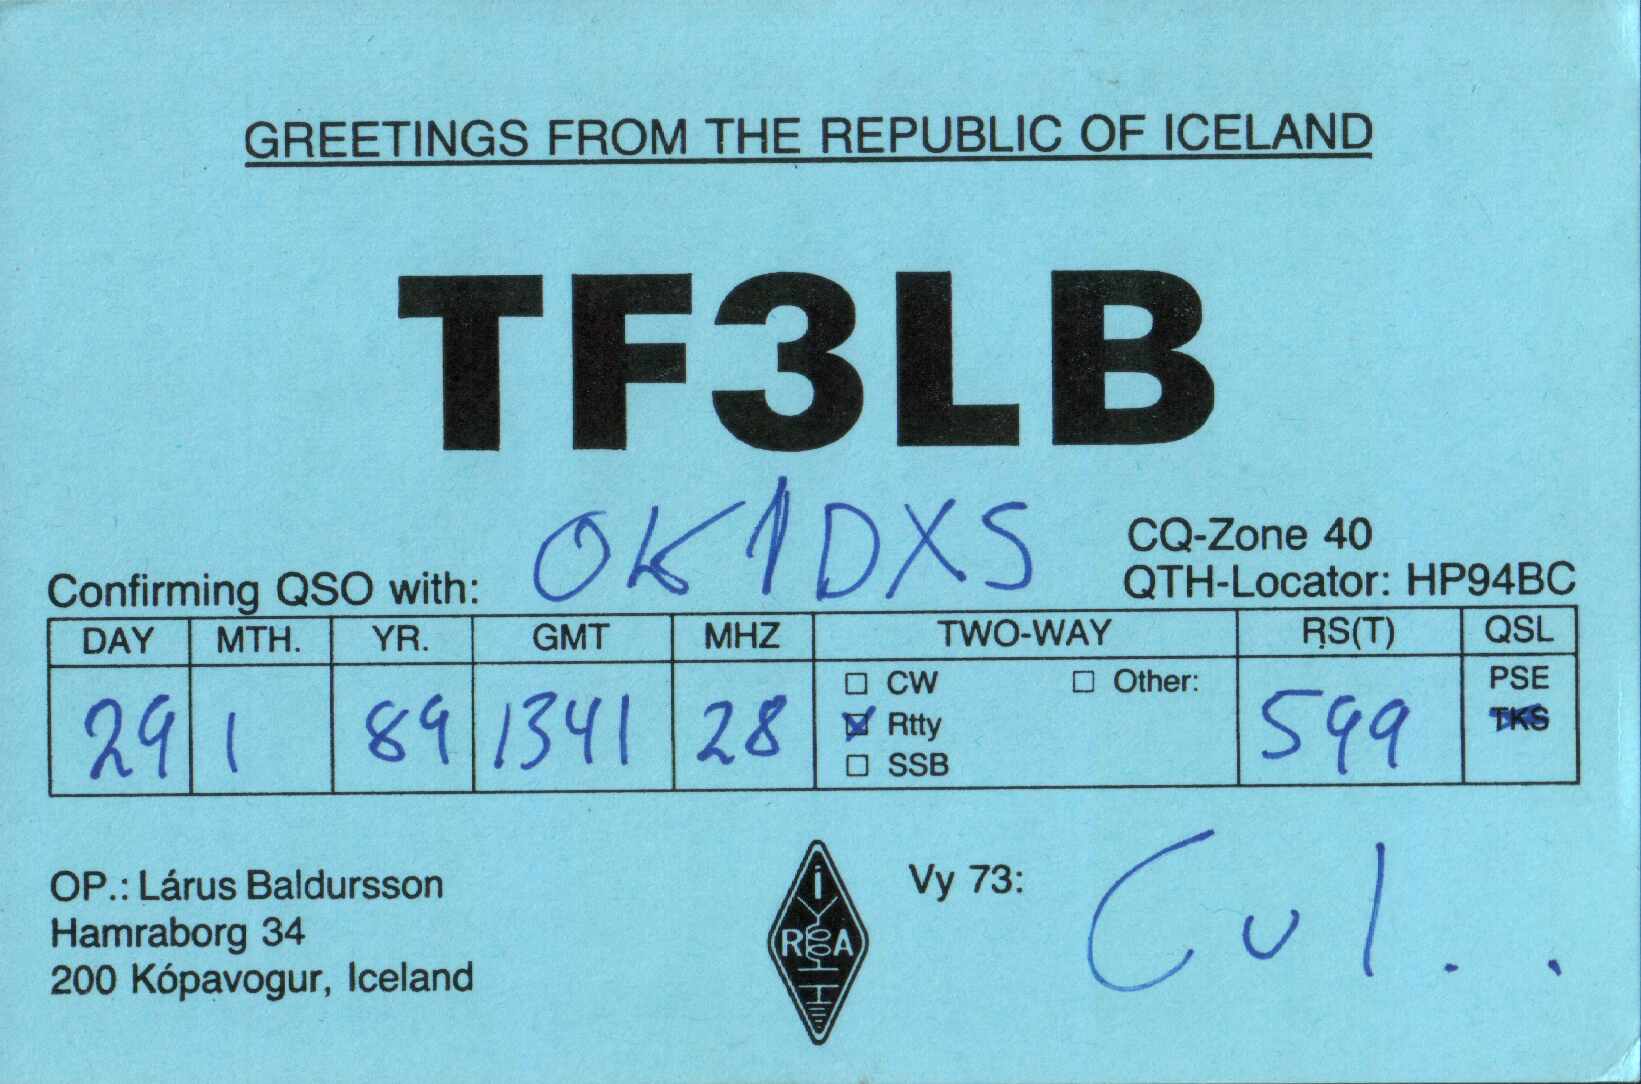 GREETINGS FROM THE REPUBLIC OF ICELAND
TF3LB
OK1DXS
CQ-Zone 40
Confirming QSO with:
QTH-Locator: HP94BC
DAY MTH. YR. GMT MHZ TWO-WAY RS(T) QSL
☐ CW ☐ Other: PSE
29 1 89 1341 28 ☒ Rtty 599 TKS
☐ SSB
OP.: Lárus Baldursson
Hamraborg 34
200 Kópavogur, Iceland
Í
R A
Vy 73:
Cul..